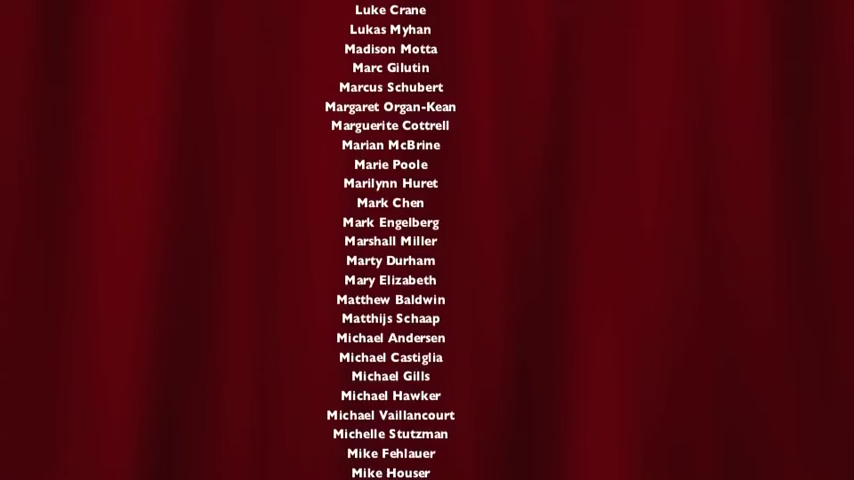 Luke Crane
Lukas Myhan
Madison Motta
Marc Gilutin
Marcus Schubert
Margaret Organ-Kean
Marguerite Cottrell
Marian McBrine
Marie Poole
Marilynn Huret
Mark Chen
Mark Engelberg
Marshall Miller
Marty Durham
Mary Elizabeth
Matthew Baldwin
Matthijs Schaap
Michael Andersen
Michael Castiglia
Michael Gills
Michael Hawker
Michael Vaillancourt
Michelle Stutzman
Mike Fehlauer
Mike Houser